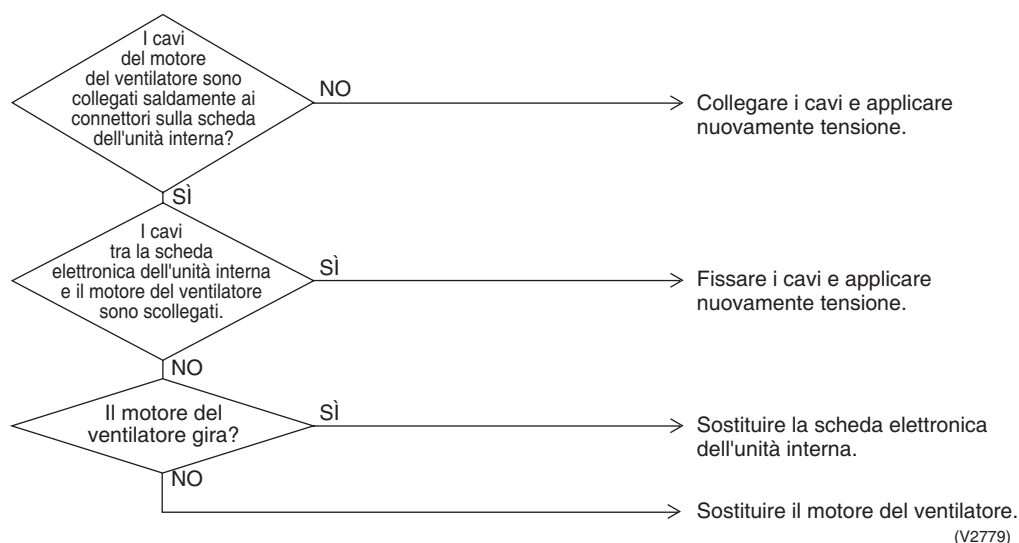 I cavi
del motore
del ventilatore sono
collegati saldamente ai
connettori sulla scheda
dell'unità interna?
NO
Collegare i cavi e applicare
nuovamente tensione.
SÌ
I cavi
tra la scheda
elettronica dell'unità interna
e il motore del ventilatore
sono scollegati.
SÌ
Fissare i cavi e applicare
nuovamente tensione.
NO
Il motore del
ventilatore gira?
SÌ
Sostituire la scheda elettronica
dell'unità interna.
NO
Sostituire il motore del ventilatore.
(V2779)